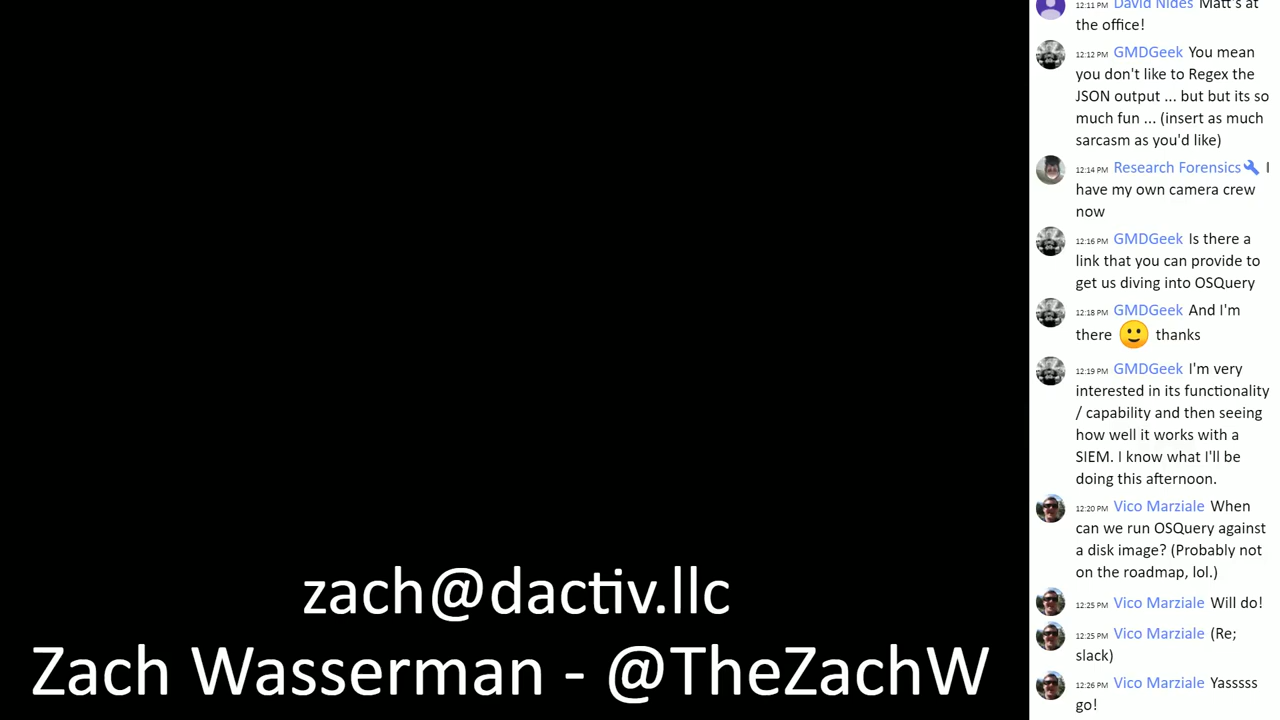 zach@dactiv.llc
Zach Wasserman - @TheZachW
12:11 PM David Nides Matt's at
the office!
12:12 PM GMDGeek You mean
you don't like to Regex the
JSON output ... but but its so
much fun ... (insert as much
sarcasm as you'd like)
12:14 PM Research Forensics I
have my own camera crew
now
12:16 PM GMDGeek Is there a
link that you can provide to
get us diving into OSQuery
12:18 PM GMDGeek And I'm
there 🙂 thanks
12:19 PM GMDGeek I'm very
interested in its functionality
/ capability and then seeing
how well it works with a
SIEM. I know what I'll be
doing this afternoon.
12:20 PM Vico Marziale When
can we run OSQuery against
a disk image? (Probably not
on the roadmap, lol.)
12:25 PM Vico Marziale Will do!
12:25 PM Vico Marziale (Re;
slack)
12:26 PM Vico Marziale Yasssss
go!